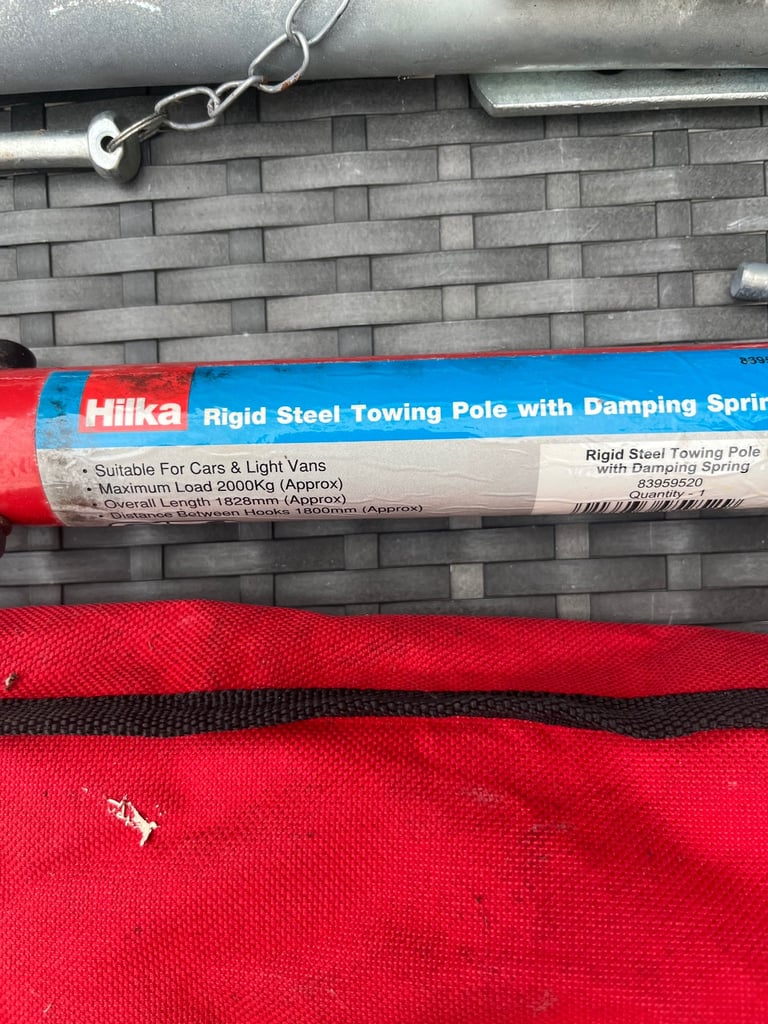 8395
Hilka Rigid Steel Towing Pole with Damping Sprin
• Suitable For Cars & Light Vans
• Maximum Load 2000Kg (Approx)
• Overall Length 1828mm (Approx)
• Distance Between Hooks 1800mm (Approx)
Rigid Steel Towing Pole
with Damping Spring
83959520
Quantity - 1